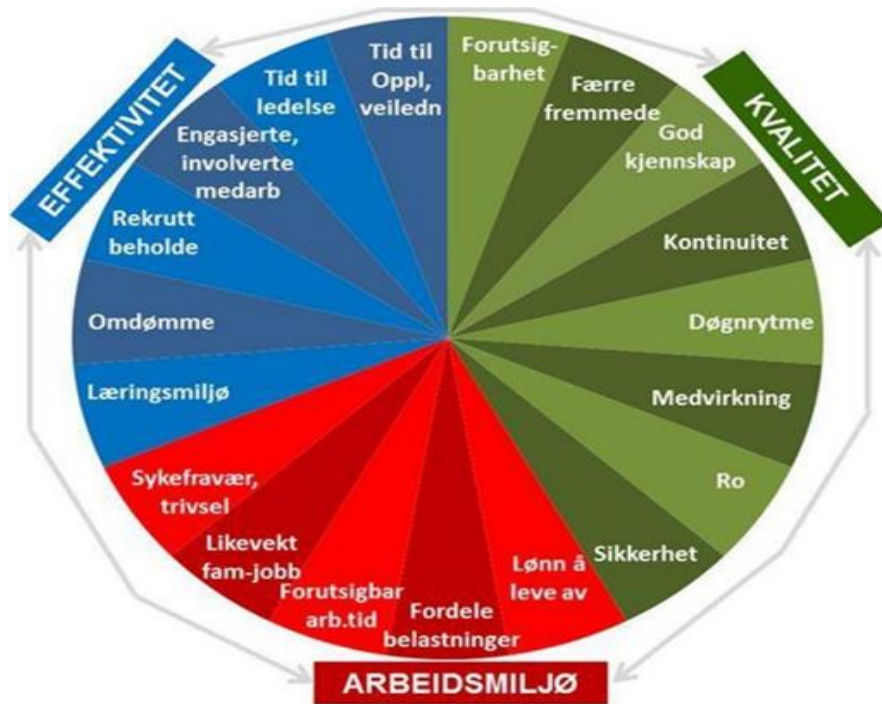 EFFEKTIVITET
KVALITET
Forutsig-
barhet
Færre
fremmede
God
kjennskap
Kontinuitet
Døgnrytme
Medvirkning
Ro
Sikkerhet
Lønn å
leve av
Fordele
belastninger
Forutsigbar
arb.tid
Likevekt
fam-jobb
Sykefravær,
trivsel
Læringsmiljø
Omdømme
Rekrutt
beholde
Engasjerte,
involverte
medarb
Tid til
ledelse
Tid til
Oppl,
veiledn
ARBEIDSMILJØ